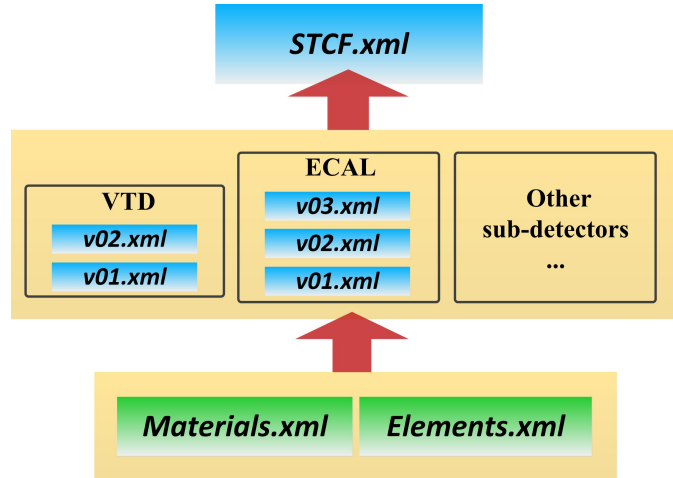 STCF.xml
VTD
v02.xml
v01.xml
ECAL
v03.xml
v02.xml
v01.xml
Other
sub-detectors
...
Materials.xml
Elements.xml